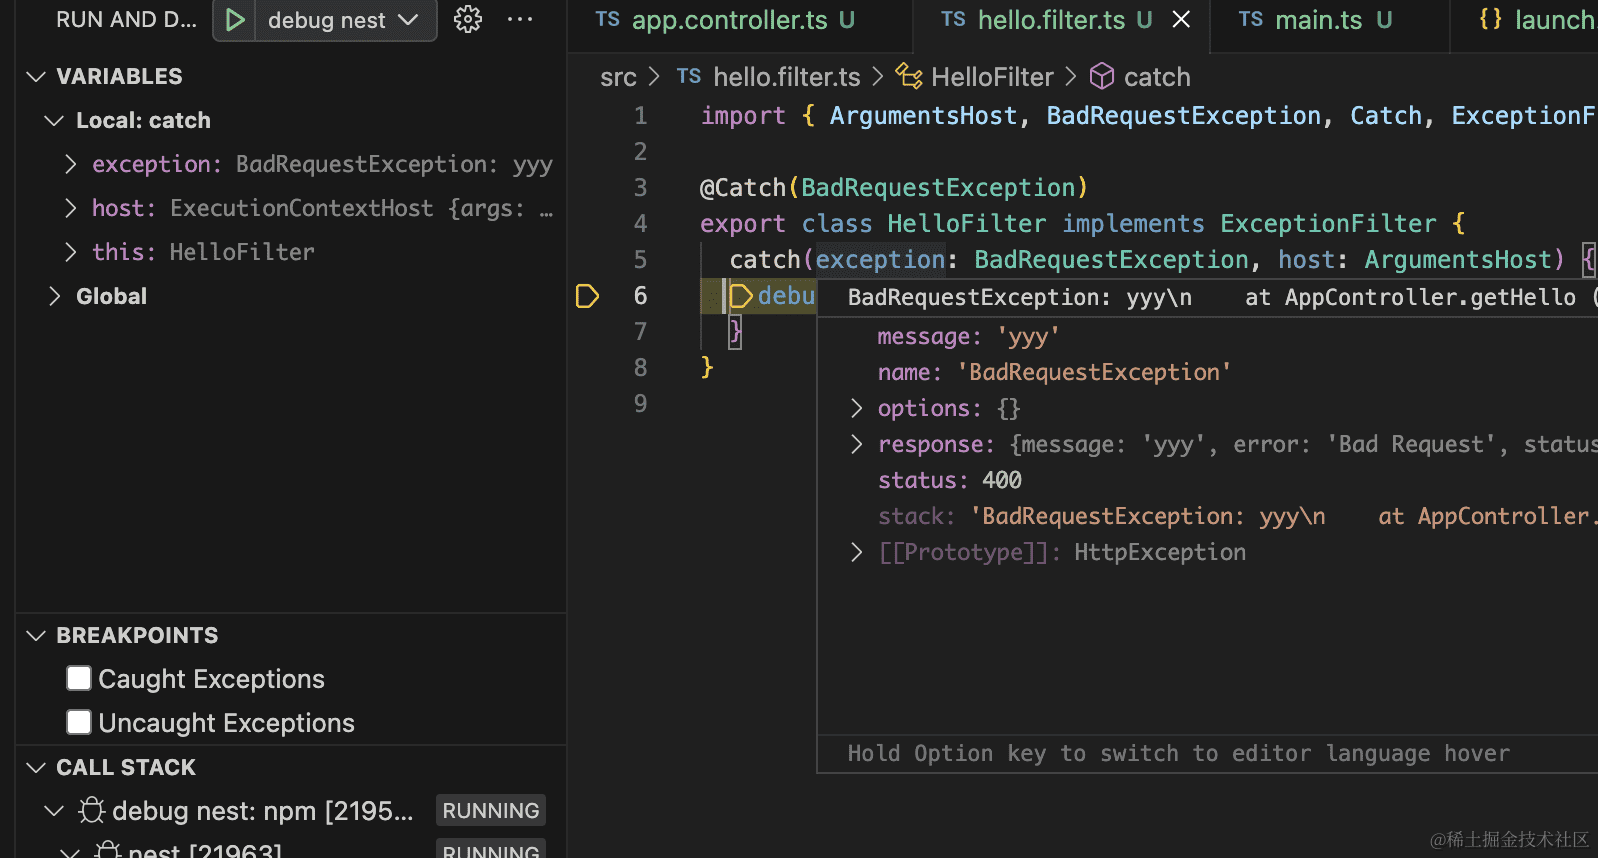 RUN AND D... debug nest ...
VARIABLES
Local: catch
exception: BadRequestException: yyy
host: ExecutionContextHost {args: ...
this: HelloFilter
Global
BREAKPOINTS
Caught Exceptions
Uncaught Exceptions
CALL STACK
debug nest: npm [2195... RUNNING
nest [21963] RUNNING
TS app.controller.ts U TS hello.filter.ts U TS main.ts U {} launch.
src > TS hello.filter.ts > HelloFilter > catch
1 import { ArgumentsHost, BadRequestException, Catch, ExceptionF
2
3 @Catch(BadRequestException)
4 export class HelloFilter implements ExceptionFilter {
5 catch(exception: BadRequestException, host: ArgumentsHost) {
6 debu
7 }
8 }
9
BadRequestException: yyy\n at AppController.getHello (
message: 'yyy'
name: 'BadRequestException'
options: {}
response: {message: 'yyy', error: 'Bad Request', status
status: 400
stack: 'BadRequestException: yyy\n at AppController.
[[Prototype]]: HttpException
Hold Option key to switch to editor language hover
@稀土掘金技术社区